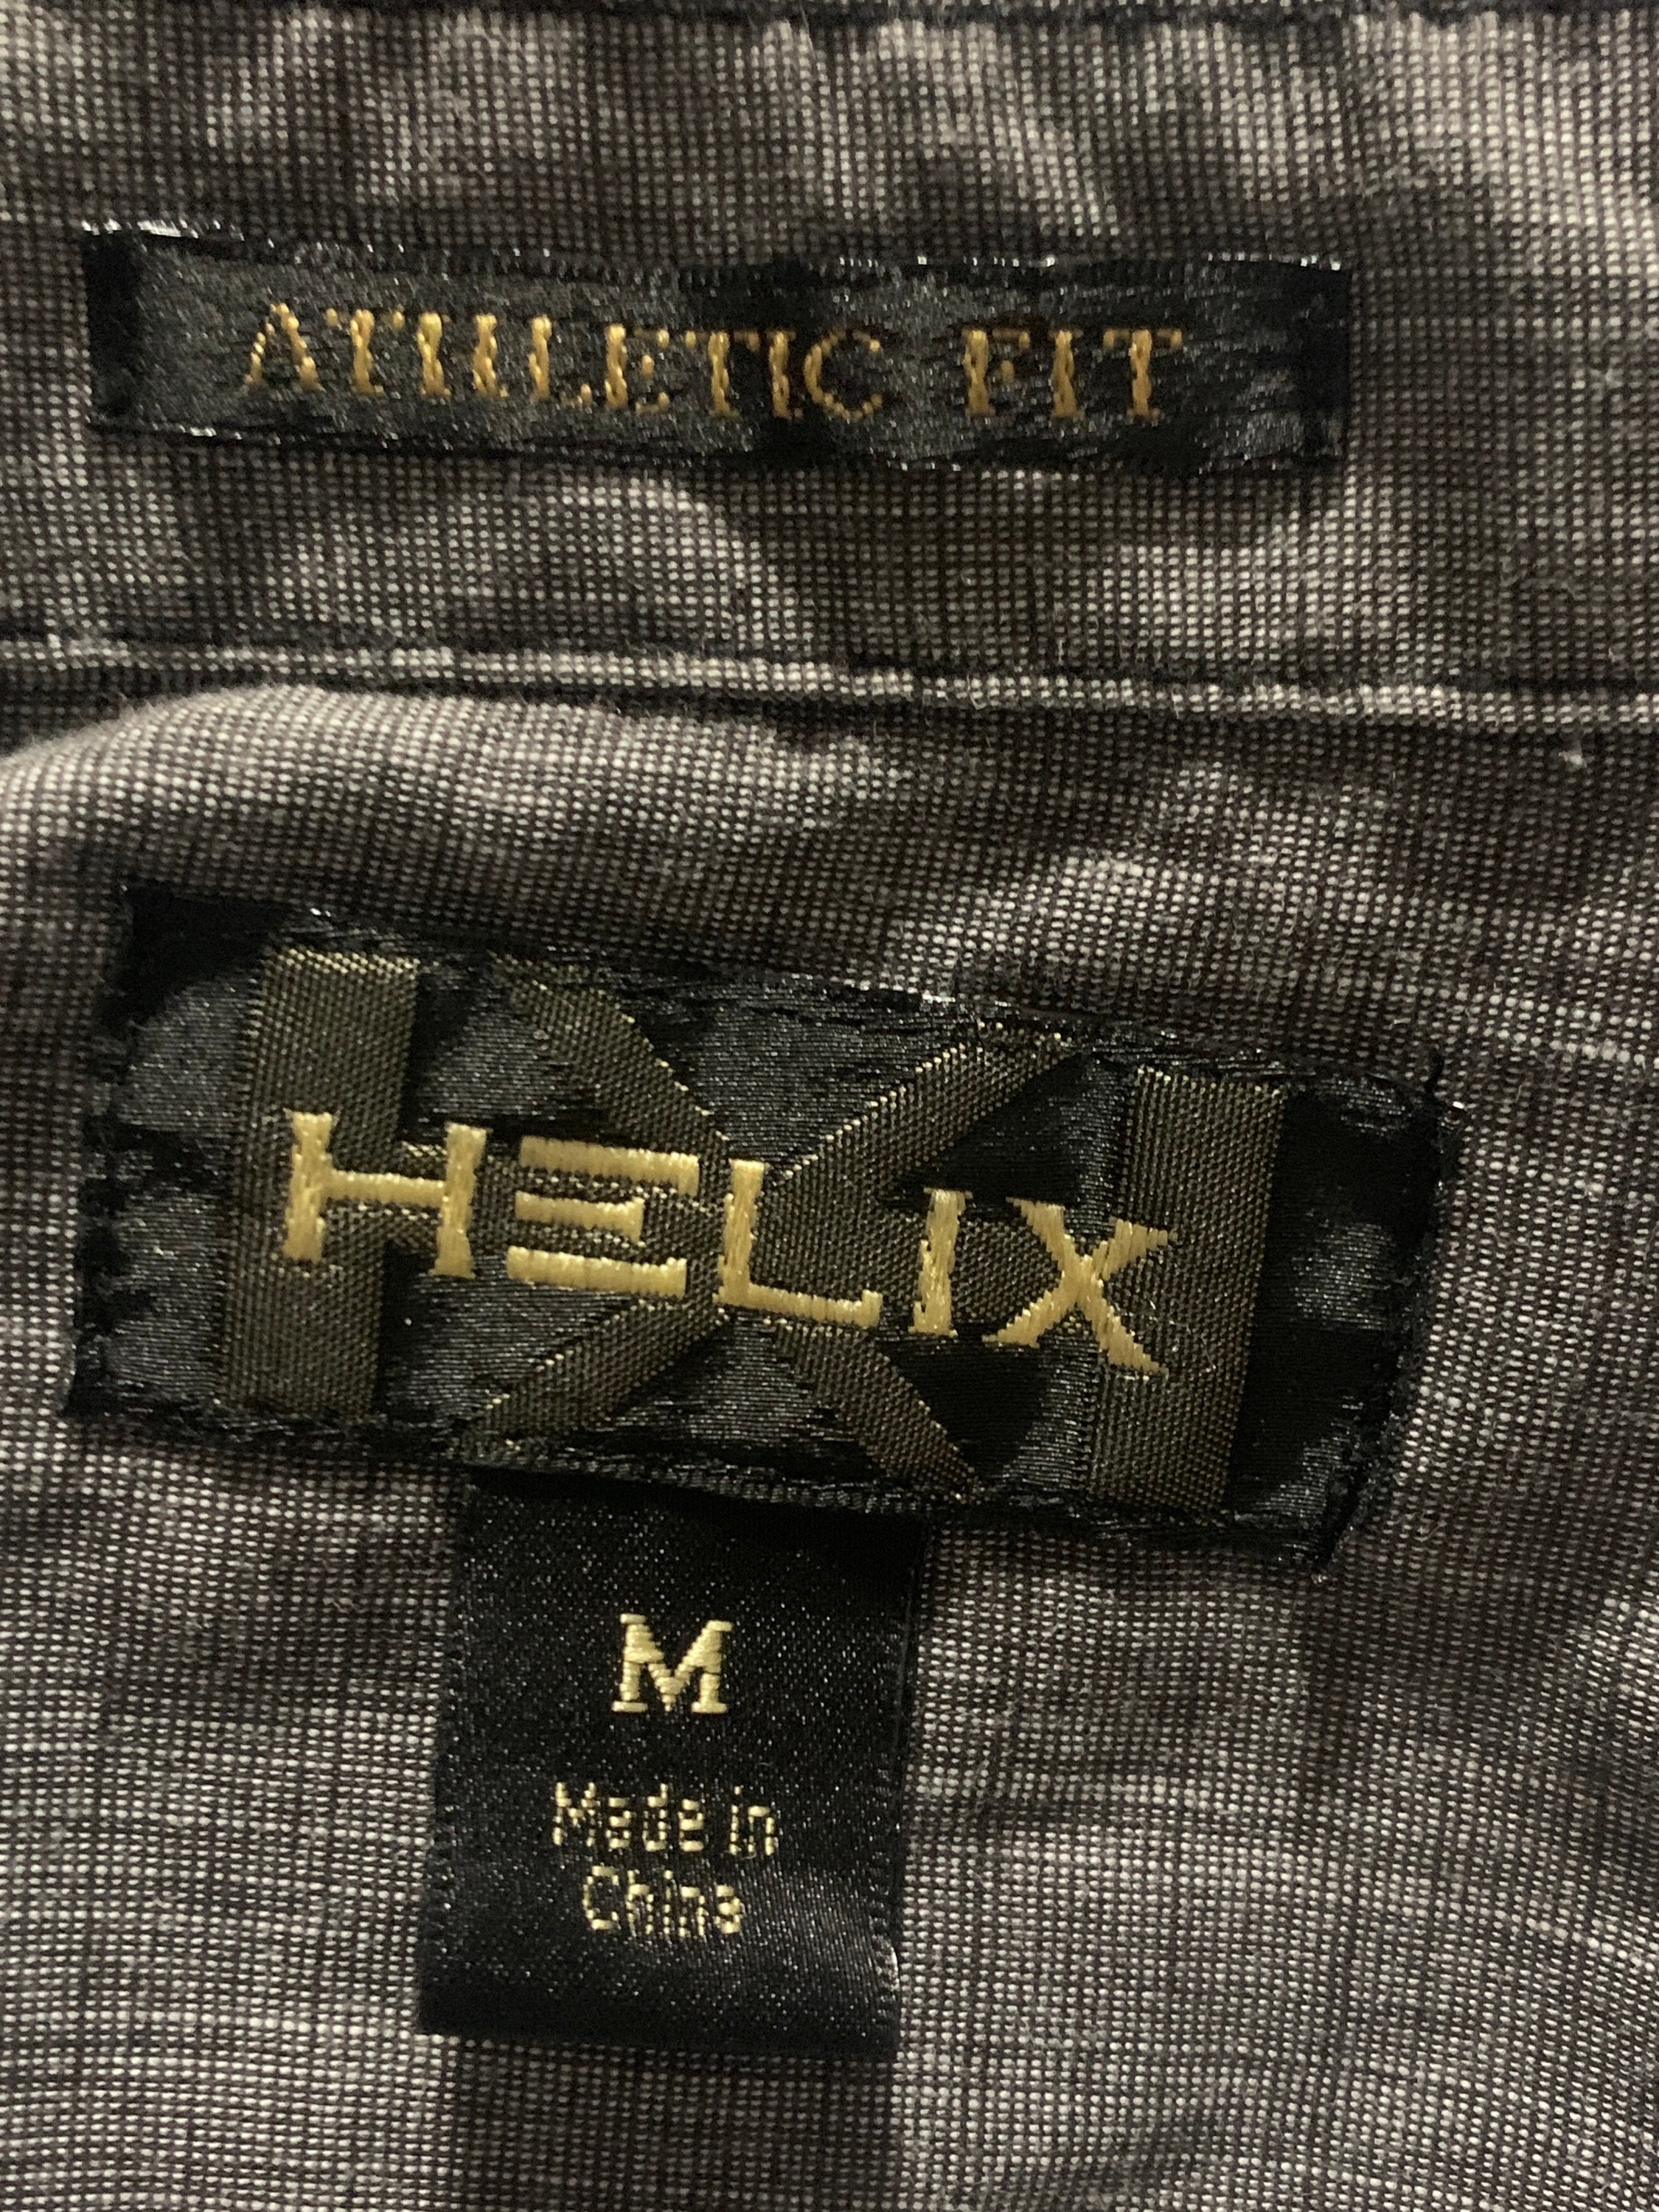 ATHLETIC FIT
HELIX
M
Made in
China